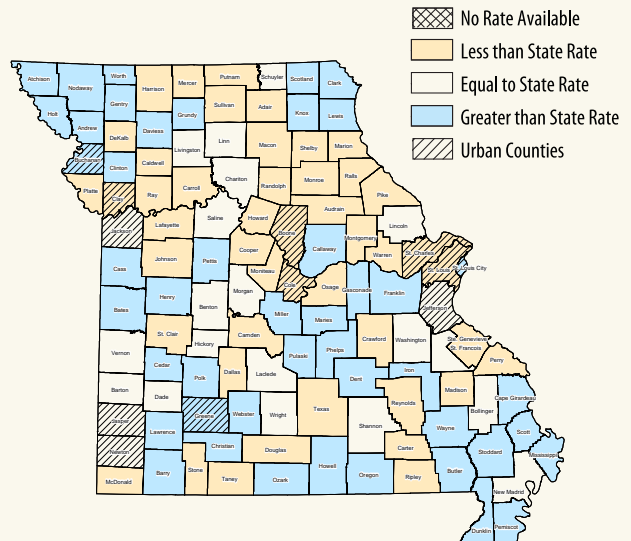 No Rate Available
Less than State Rate
Equal to State Rate
Greater than State Rate
Urban Counties
Atchison
Nodaway
Worth
Harrison
Mercer
Putnam
Schuyler
Scotland
Clark
Holt
Gentry
Sullivan
Adair
Knox
Lewis
Andrew
DeKalb
Daviess
Grundy
Buchanan
Clinton
Caldwell
Livingston
Linn
Macon
Shelby
Marion
Platte
Clay
Ray
Carroll
Chariton
Randolph
Monroe
Ralls
Pike
Jackson
Lafayette
Saline
Howard
Boone
Audrain
Callaway
Montgomery
Lincoln
Warren
St. Charles
St. Louis
St. Louis City
Cass
Johnson
Pettis
Cooper
Moniteau
Cole
Osage
Gasconade
Franklin
Jefferson
Bates
Henry
Benton
Morgan
Miller
Maries
St. Clair
Hickory
Camden
Pulaski
Phelps
Crawford
Washington
Ste. Genevieve
St. Francois
Perry
Vernon
Cedar
Polk
Dallas
Laclede
Dent
Iron
Reynolds
Madison
Bollinger
Cape Girardeau
Barton
Dade
Greene
Webster
Wright
Texas
Shannon
Wayne
Scott
Jasper
Lawrence
Christian
Douglas
Carter
Stoddard
Mississippi
Newton
McDonald
Barry
Stone
Taney
Ozark
Howell
Oregon
Ripley
Butler
New Madrid
Dunklin
Pemiscot